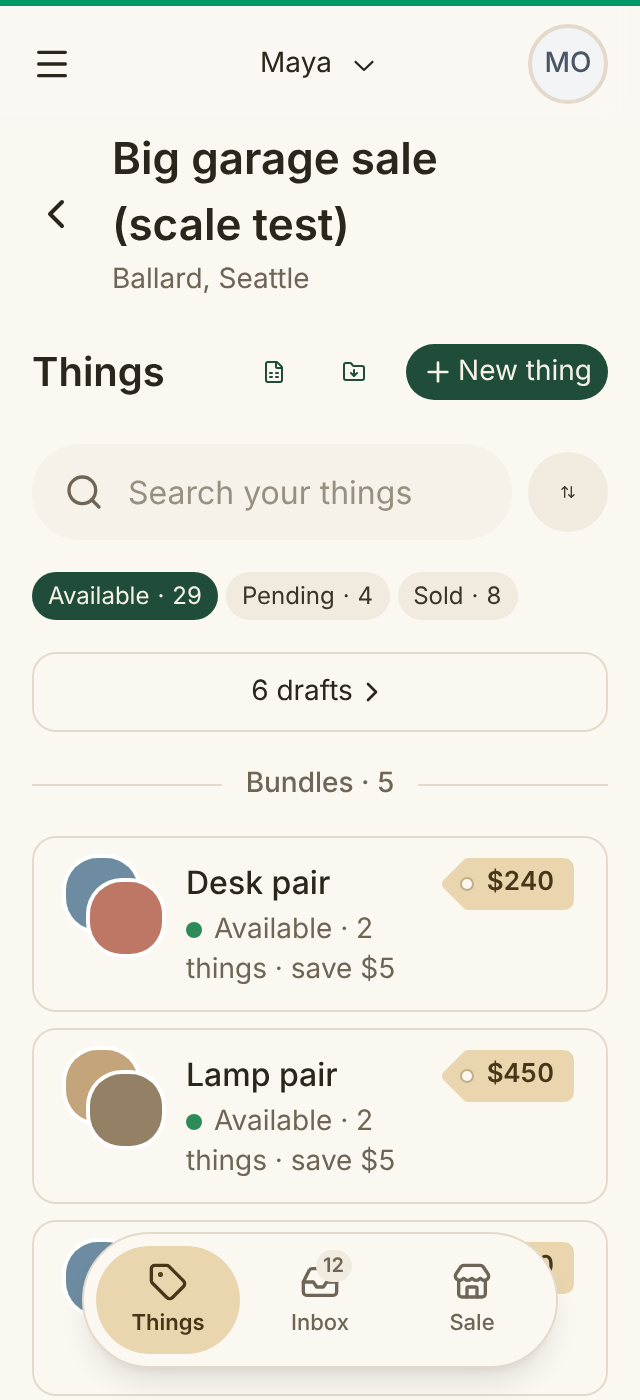 Maya
MO
Big garage sale
(scale test)
Ballard, Seattle
Things
+ New thing
Search your things
Available · 29
Pending · 4
Sold · 8
6 drafts
Bundles · 5
Desk pair
$240
Available · 2
things · save $5
Lamp pair
$450
Available · 2
things · save $5
12
Things
Inbox
Sale